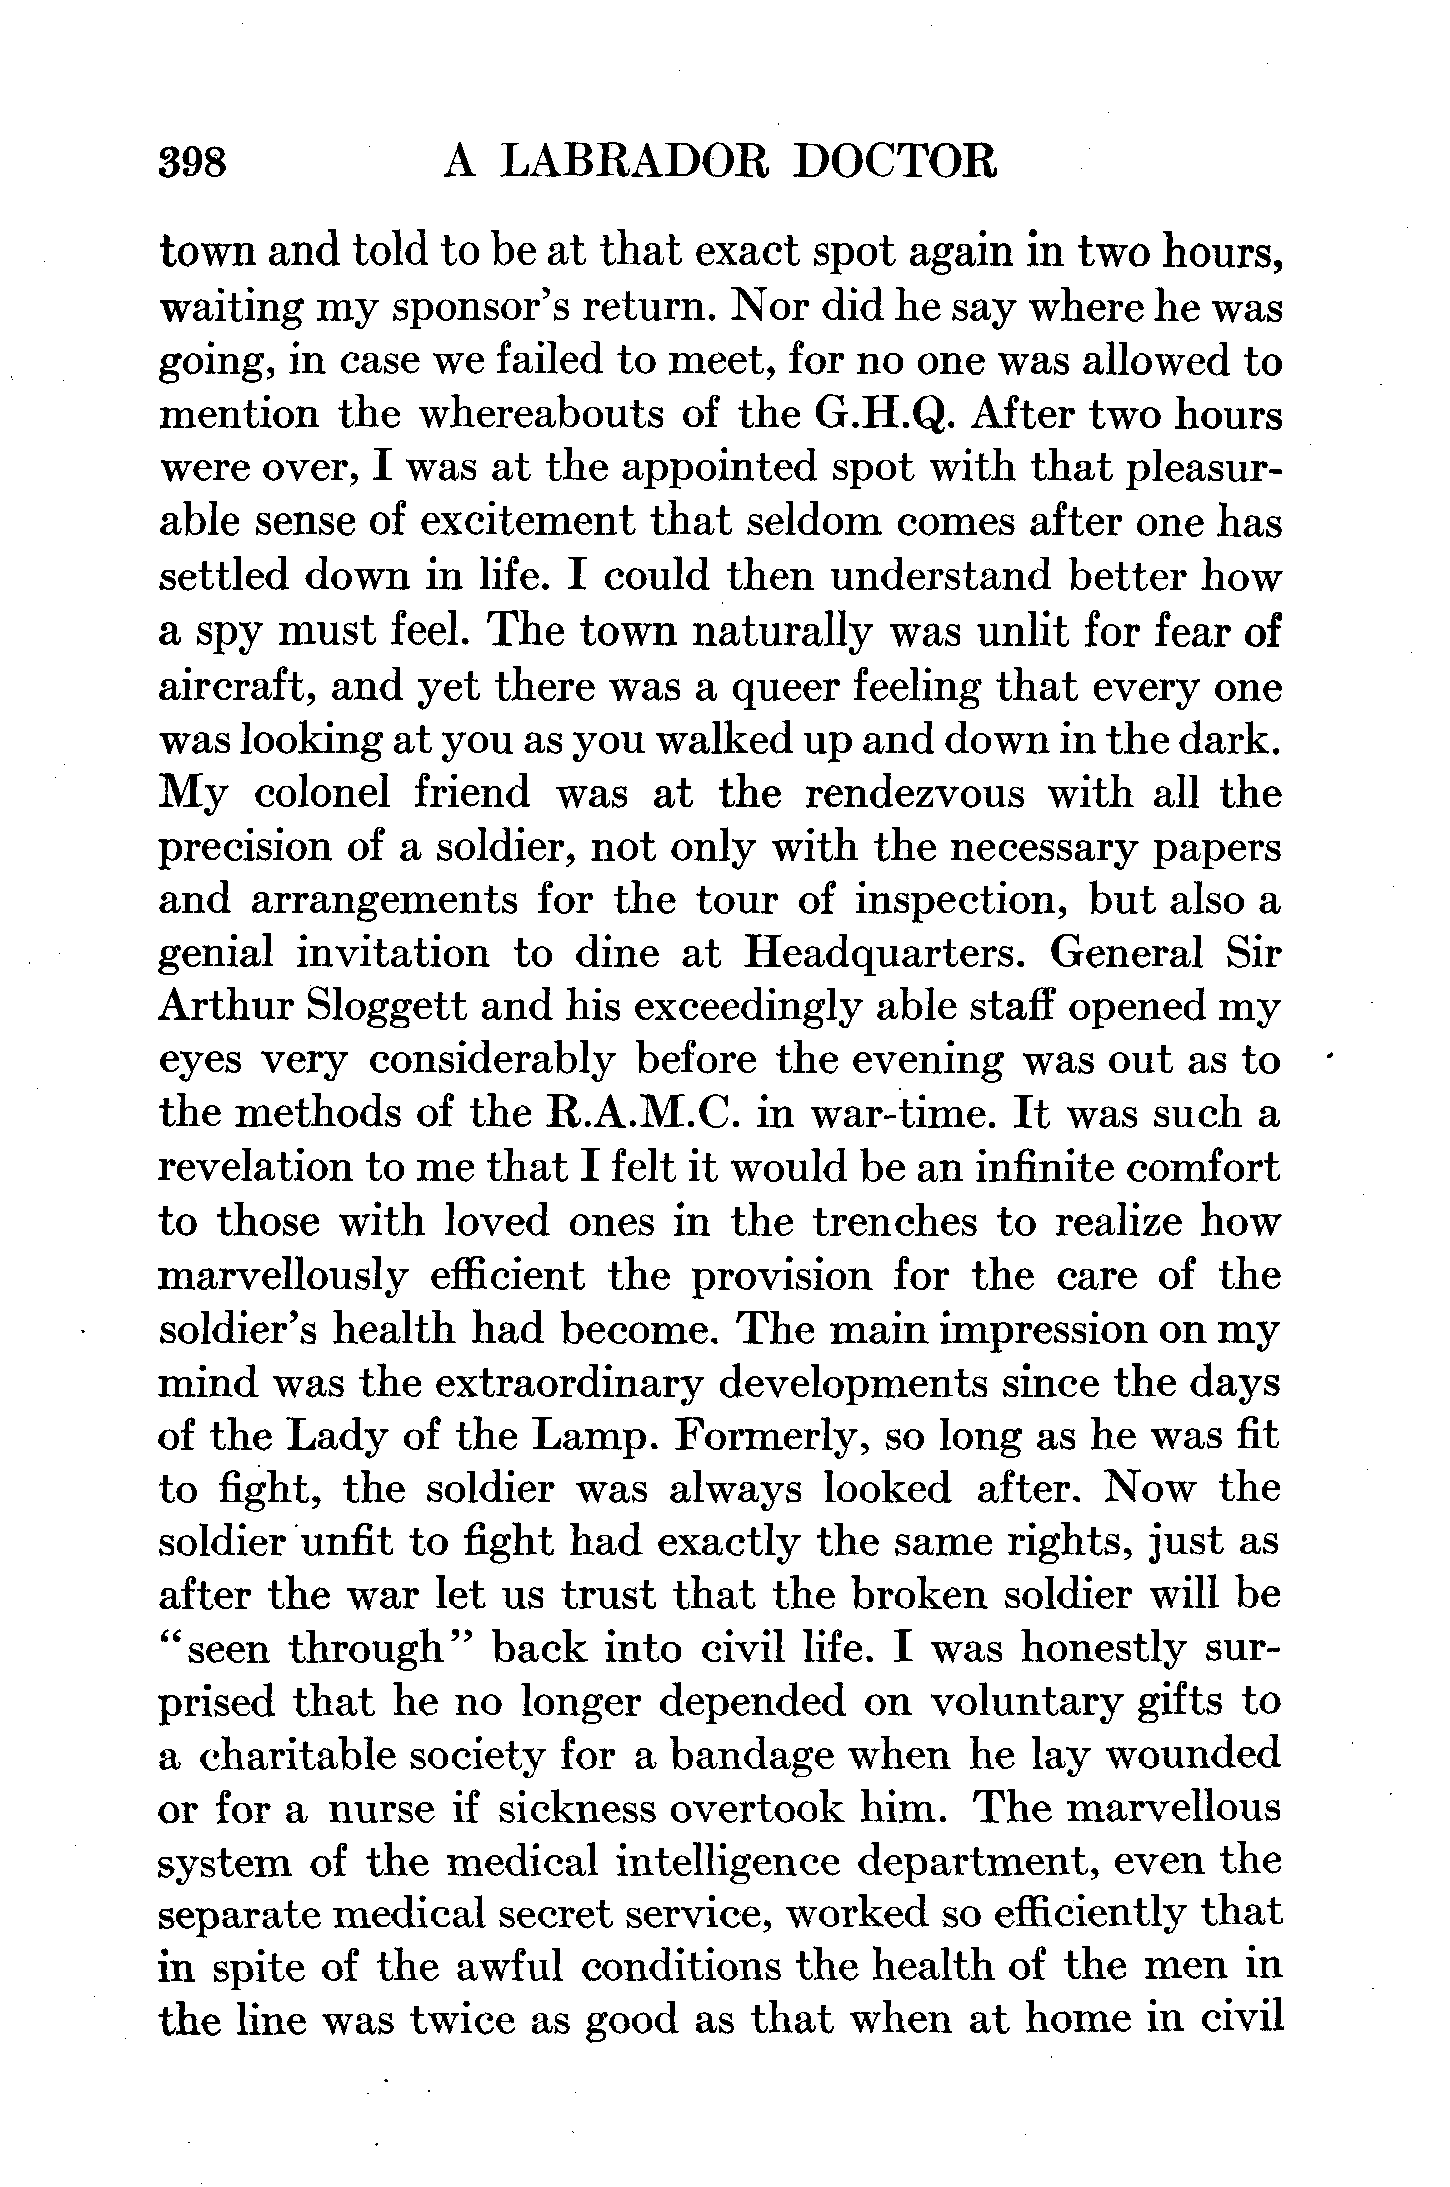 398 A LABRADOR DOCTOR
town and told to be at that exact spot again in two hours,
waiting my sponsor's return. Nor did he say where he was
going, in case we failed to meet, for no one was allowed to
mention the whereabouts of the G.H.Q. After two hours
were over, I was at the appointed spot with that pleasur-
able sense of excitement that seldom comes after one has
settled down in life. I could then understand better how
a spy must feel. The town naturally was unlit for fear of
aircraft, and yet there was a queer feeling that every one
was looking at you as you walked up and down in the dark.
My colonel friend was at the rendezvous with all the
precision of a soldier, not only with the necessary papers
and arrangements for the tour of inspection, but also a
genial invitation to dine at Headquarters. General Sir
Arthur Sloggett and his exceedingly able staff opened my
eyes very considerably before the evening was out as to
the methods of the R.A.M.C. in war-time. It was such a
revelation to me that I felt it would be an infinite comfort
to those with loved ones in the trenches to realize how
marvellously efficient the provision for the care of the
soldier's health had become. The main impression on my
mind was the extraordinary developments since the days
of the Lady of the Lamp. Formerly, so long as he was fit
to fight, the soldier was always looked after. Now the
soldier unfit to fight had exactly the same rights, just as
after the war let us trust that the broken soldier will be
"seen through" back into civil life. I was honestly sur-
prised that he no longer depended on voluntary gifts to
a charitable society for a bandage when he lay wounded
or for a nurse if sickness overtook him. The marvellous
system of the medical intelligence department, even the
separate medical secret service, worked so efficiently that
in spite of the awful conditions the health of the men in
the line was twice as good as that when at home in civil